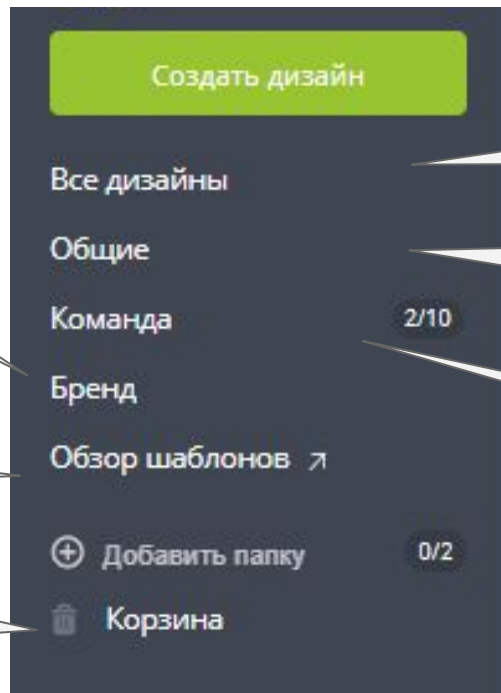 Создать дизайн
Все дизайны
Общие
Команда 2/10
Бренд
Обзор шаблонов ↗
Добавить папку 0/2
Корзина